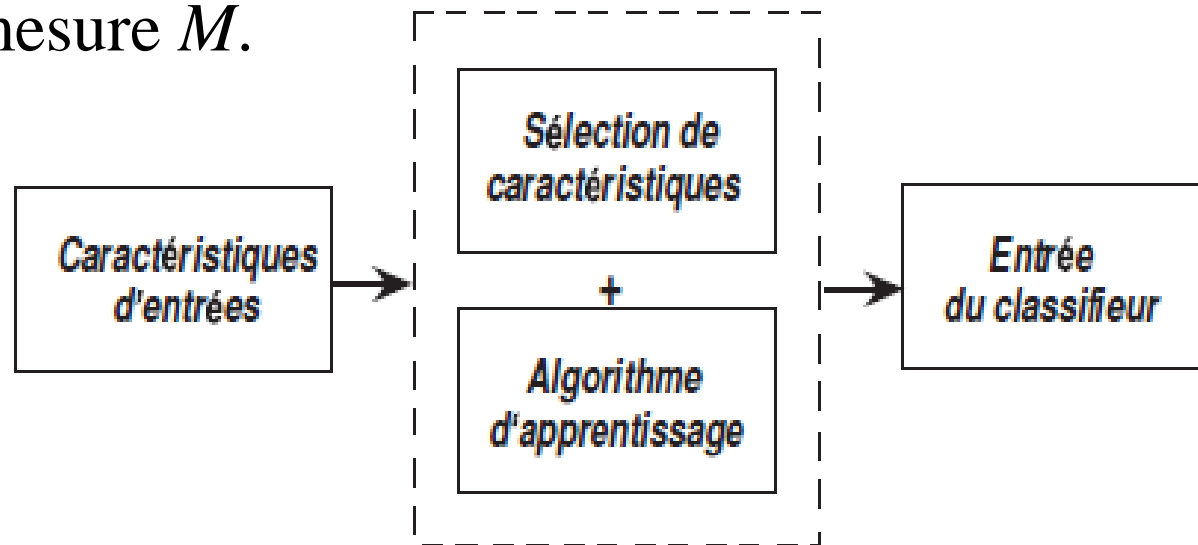 mesure M.
Sélection de
caractéristiques
Caractéristiques
d'entrées
+
Entrée
du classifieur
Algorithme
d'apprentissage